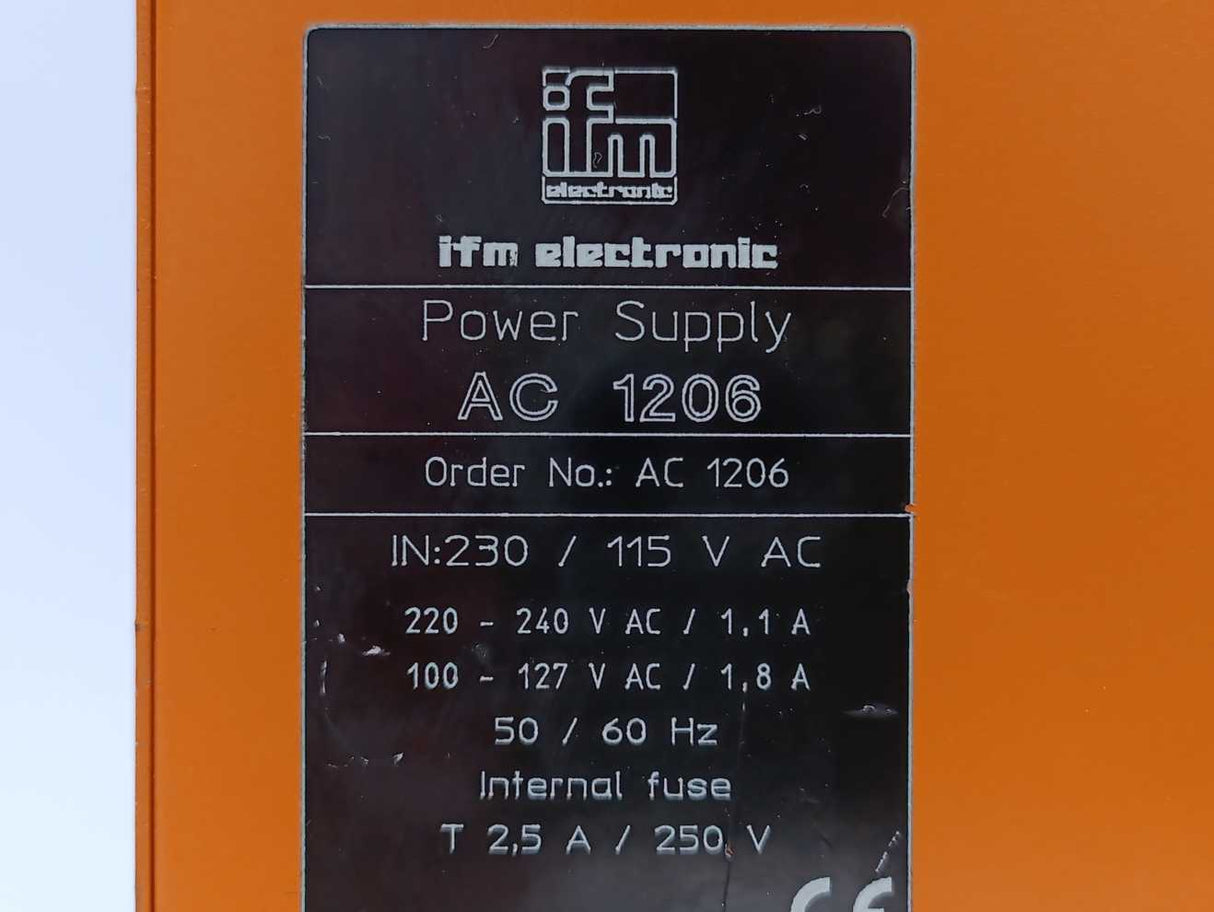 ifm
electronic
ifm electronic
Power Supply
AC 1206
Order No.: AC 1206
IN:230 / 115 V AC
220 - 240 V AC / 1,1 A
100 - 127 V AC / 1,8 A
50 / 60 Hz
Internal fuse
T 2,5 A / 250 V
CE